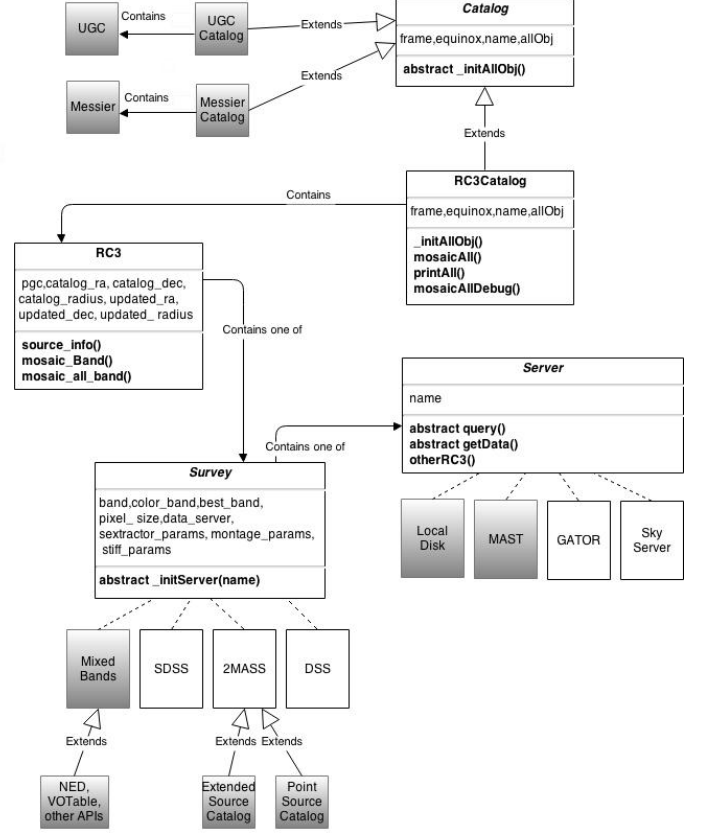 Catalog
frame,equinox,name,allObj
abstract _initAllObj()
UGC
Contains
UGC
Catalog
Extends
Messier
Contains
Messier
Catalog
Extends
Extends
RC3Catalog
frame,equinox,name,allObj
_initAllObj()
mosaicAll()
printAll()
mosaicAllDebug()
Contains
RC3
pgc,catalog_ra, catalog_dec,
catalog_radius, updated_ra,
updated_dec, updated_ radius
source_info()
mosaic_Band()
mosaic_all_band()
Contains one of
Server
name
abstract query()
abstract getData()
otherRC3()
Contains one of
Survey
band,color_band,best_band,
pixel_ size,data_server,
sextractor_params, montage_params,
stiff_params
abstract _initServer(name)
Local
Disk
MAST
GATOR
Sky
Server
Mixed
Bands
SDSS
2MASS
DSS
Extends
Extends
Extends
NED,
VOTable,
other APIs
Extended
Source
Catalog
Point
Source
Catalog